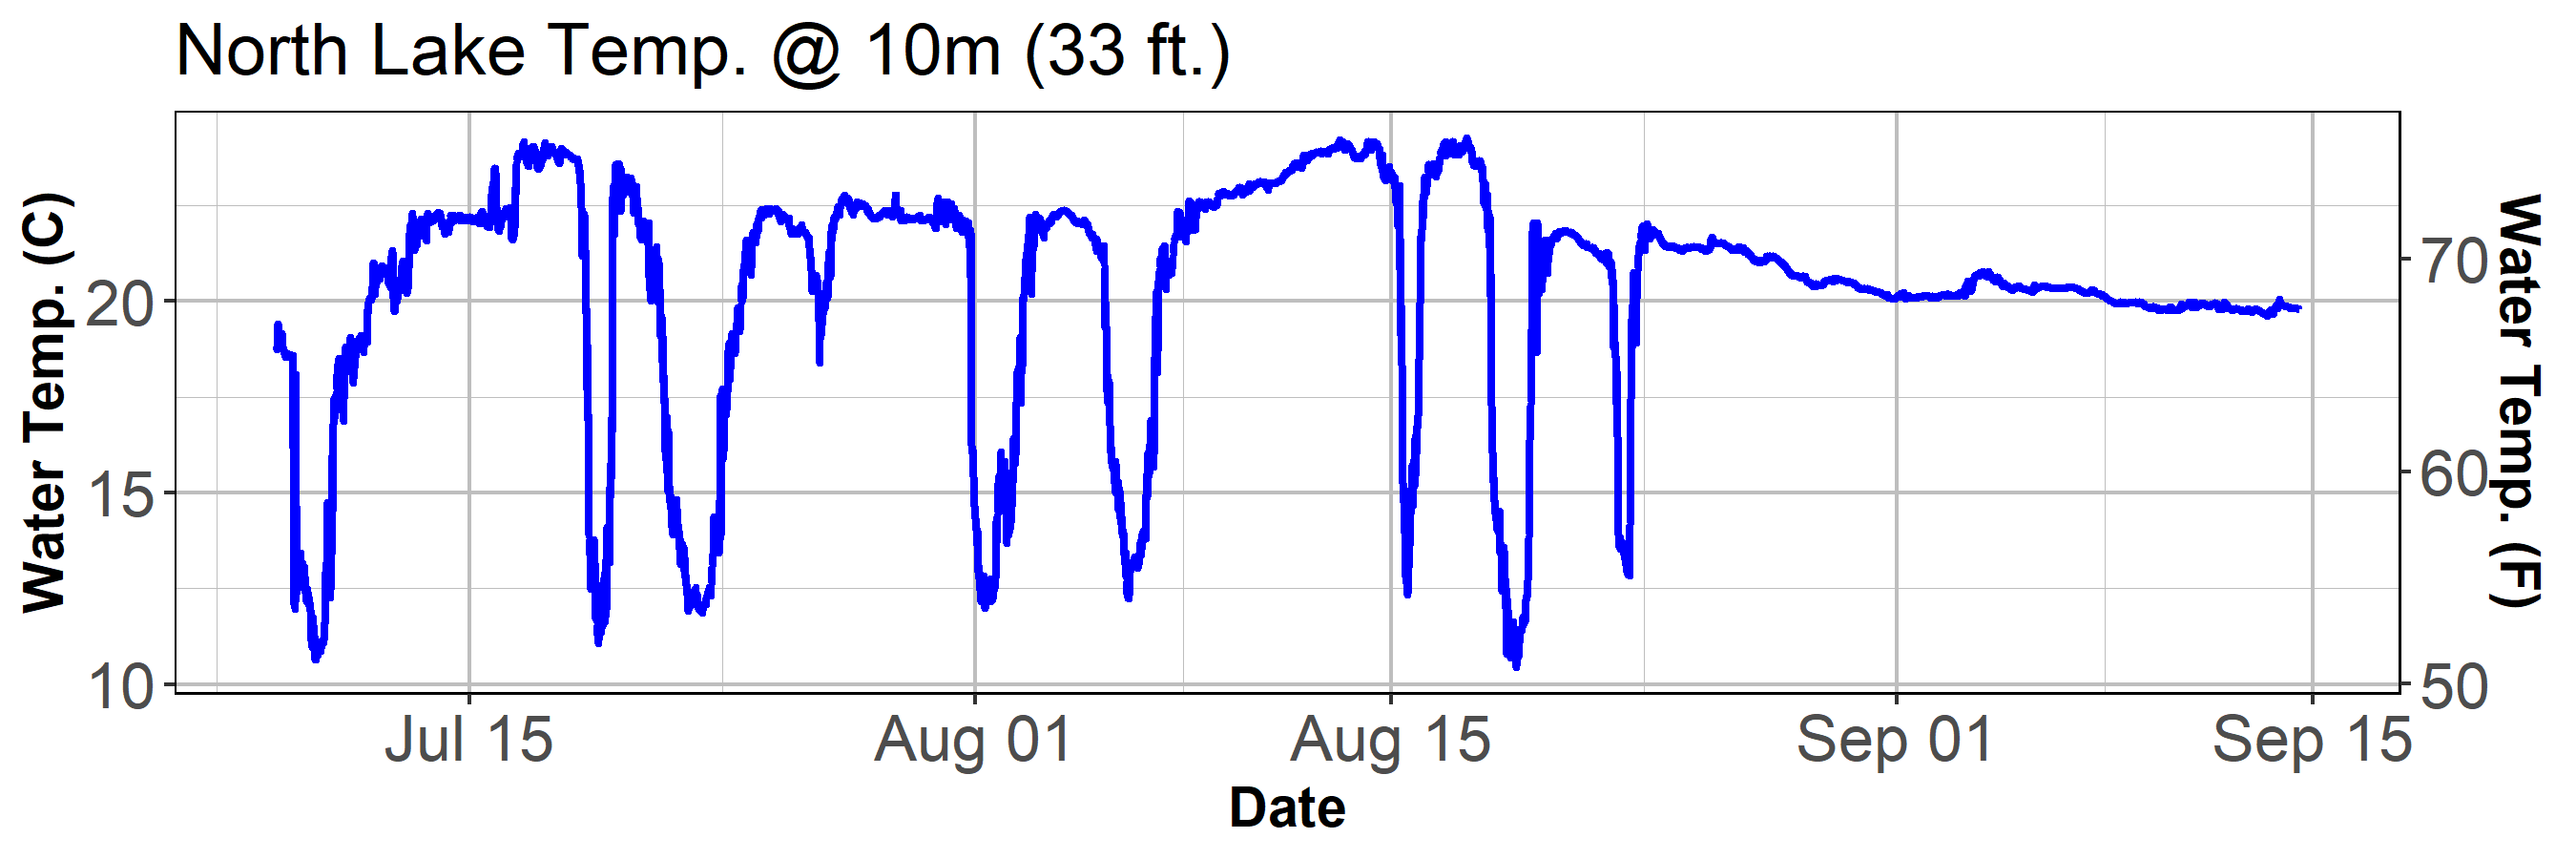 North Lake Temp. @ 10m (33 ft.)
Water Temp. (C)
20
15
10
70
60
50
Water Temp. (F)
Jul 15
Aug 01
Aug 15
Sep 01
Sep 15
Date